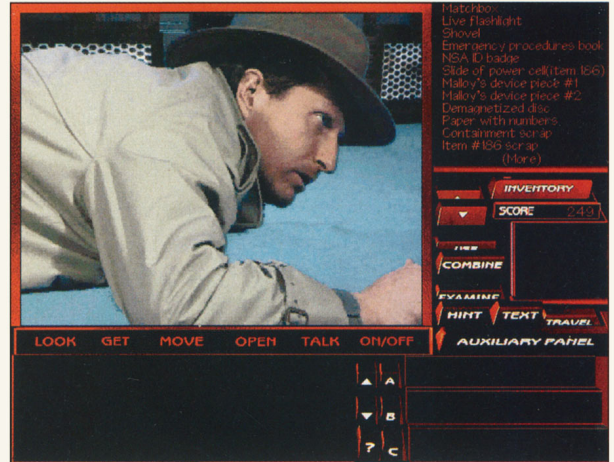 Matchbox
Live flashlight
Shovel
Emergency procedures book
NSA ID badge
Slide of power cell(item 186)
Malloy's device piece #1
Malloy's device piece #2
Demagnetized disc
Paper with numbers
Containment scrap
Item #186 scrap
(More)
INVENTORY
SCORE 249
COMBINE
EXAMINE
HINT TEXT TRAVEL
LOOK GET MOVE OPEN TALK ON/OFF
AUXILIARY PANEL
A
B
? C